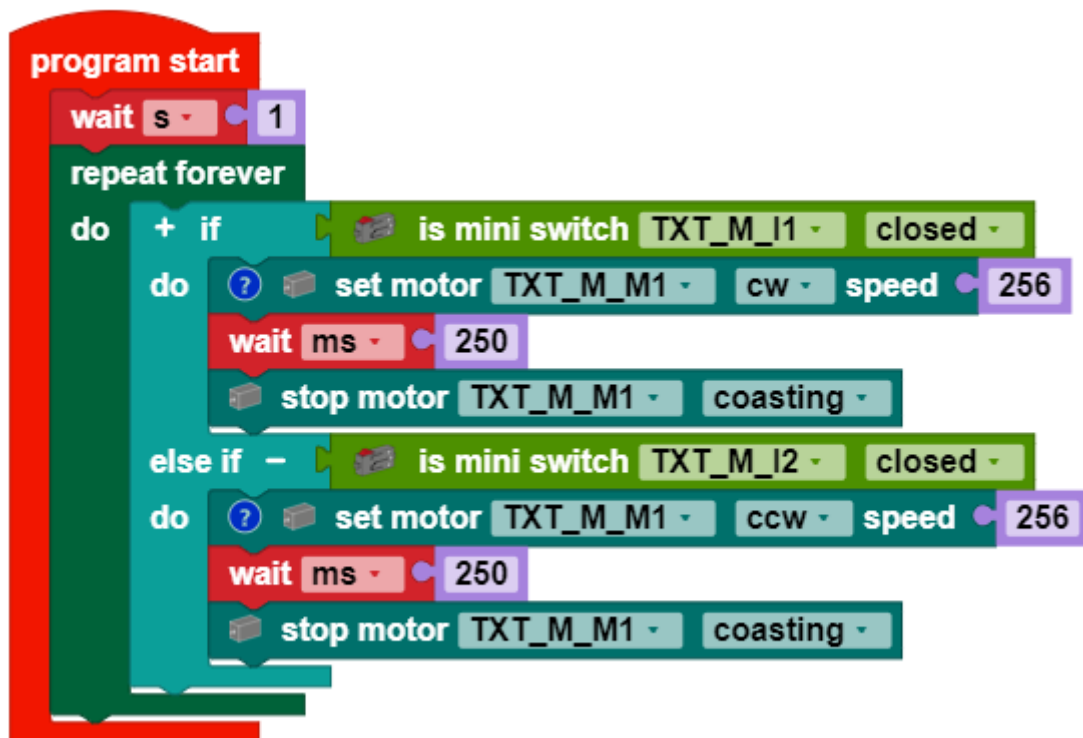 program start
wait s 1
repeat forever
do + if is mini switch TXT_M_I1 closed
do ? set motor TXT_M_M1 cw speed 256
wait ms 250
stop motor TXT_M_M1 coasting
else if - is mini switch TXT_M_I2 closed
do ? set motor TXT_M_M1 ccw speed 256
wait ms 250
stop motor TXT_M_M1 coasting